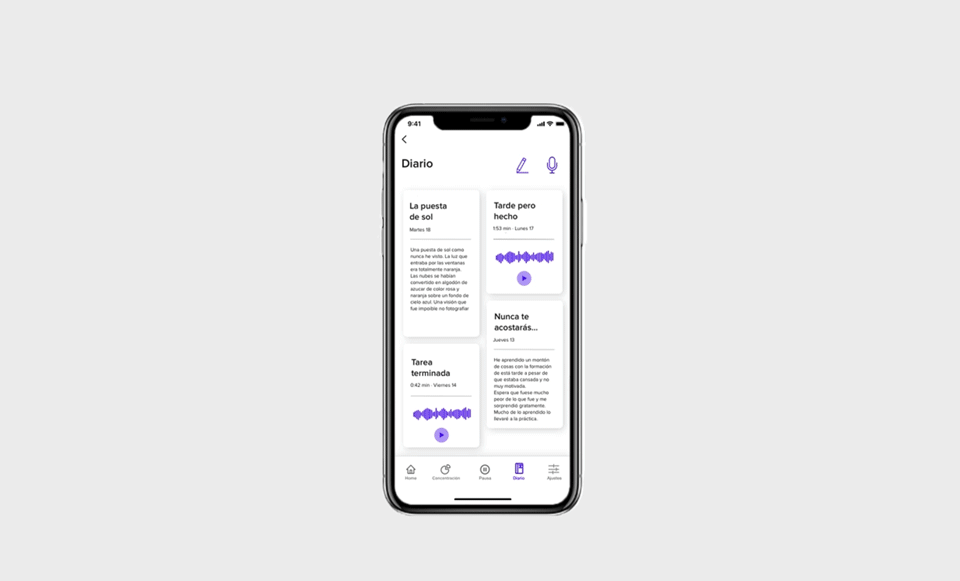 9:41
Diario
La puesta
de sol
Martes 18
Una puesta de sol como
nunca he visto. La luz que
entraba por las ventanas
era totalmente naranja.
Las nubes se habían
convertido en algodón de
azucar de color rosa y
naranja sobre un fondo de
cielo azul. Una visión que
fue imposible no fotografiar
Tarde pero
hecho
1:53 min · Lunes 17
Nunca te
acostarás...
Jueves 13
He aprendido un montón
de cosas con la formación
de esta tarde a pesar de
que estaba cansada y no
muy motivada.
Espera que fuese mucho
peor de lo que fue y me
sorprendió gratamente.
Mucho de lo aprendido lo
llevaré a la práctica.
Tarea
terminada
0:42 min · Viernes 14
Home
Concentración
Pausa
Diario
Ajustes